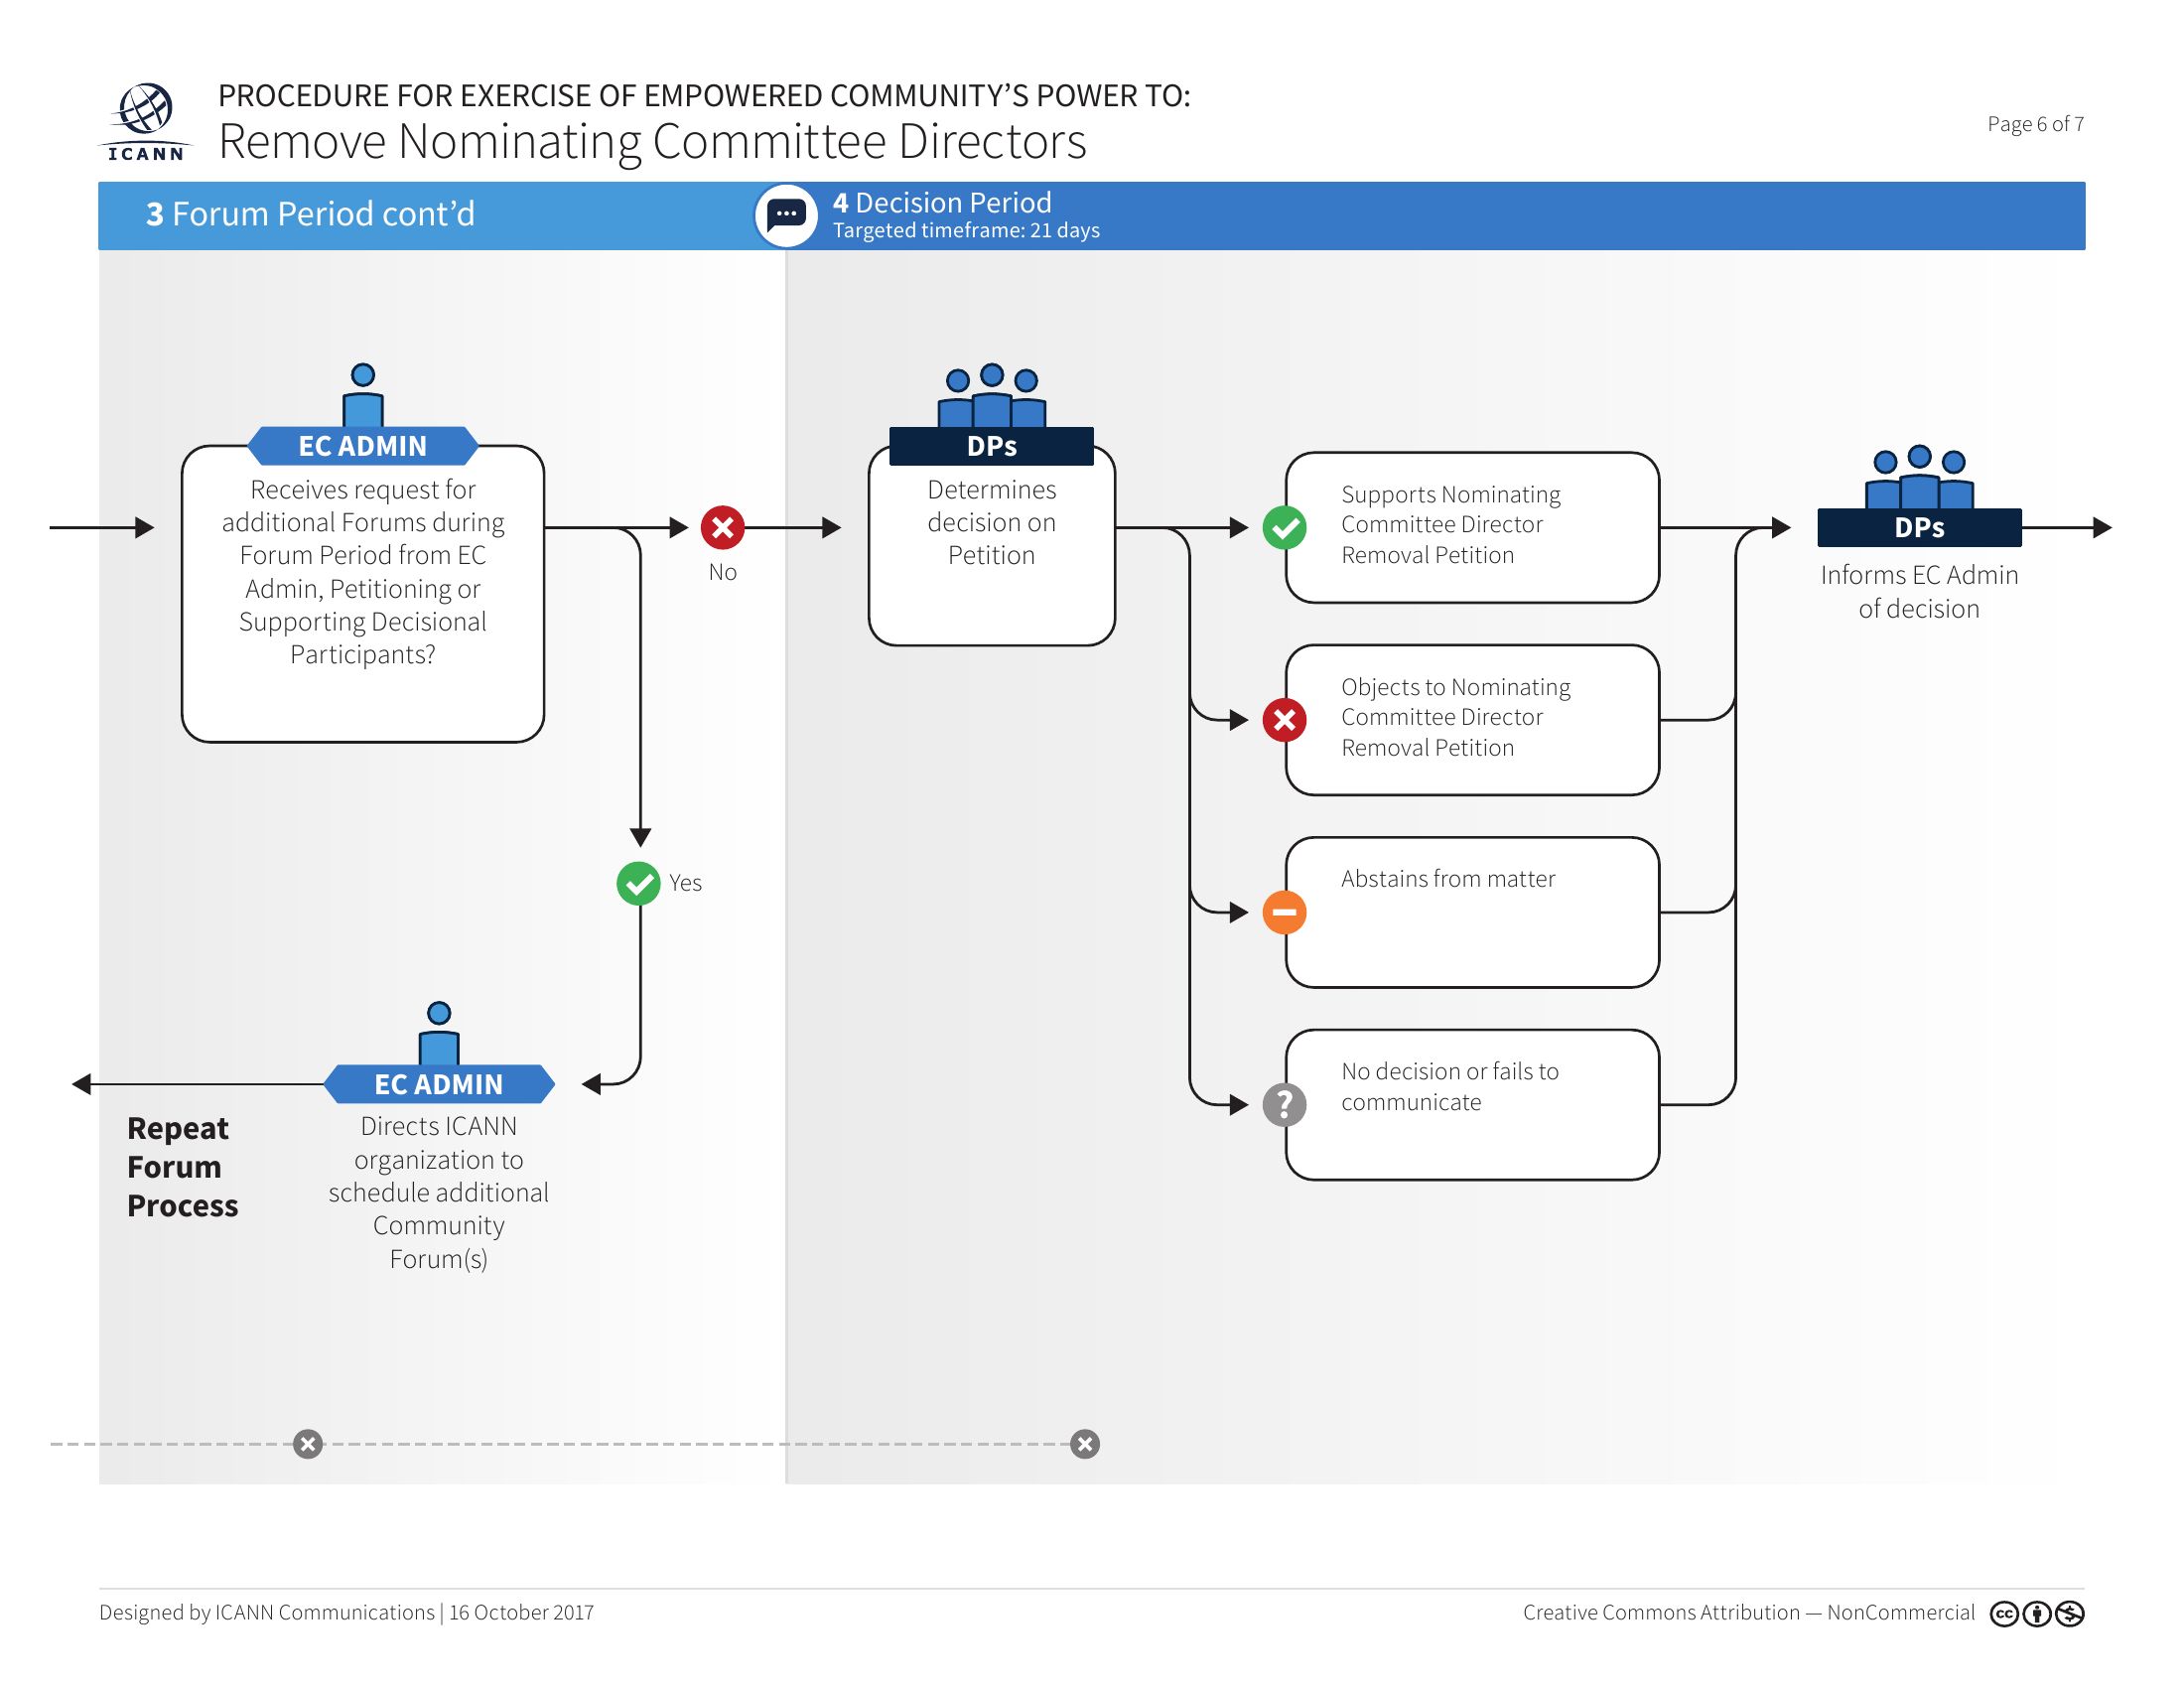 ICANN
PROCEDURE FOR EXERCISE OF EMPOWERED COMMUNITY’S POWER TO:
Remove Nominating Committee Directors
Page 6 of 7
3 Forum Period cont’d
4 Decision Period
Targeted timeframe: 21 days
EC ADMIN
Receives request for
additional Forums during
Forum Period from EC
Admin, Petitioning or
Supporting Decisional
Participants?
No
Yes
EC ADMIN
Directs ICANN
organization to
schedule additional
Community
Forum(s)
Repeat
Forum
Process
DPs
Determines
decision on
Petition
Supports Nominating
Committee Director
Removal Petition
Objects to Nominating
Committee Director
Removal Petition
Abstains from matter
?
No decision or fails to
communicate
DPs
Informs EC Admin
of decision
Designed by ICANN Communications | 16 October 2017
Creative Commons Attribution — NonCommercial
cc